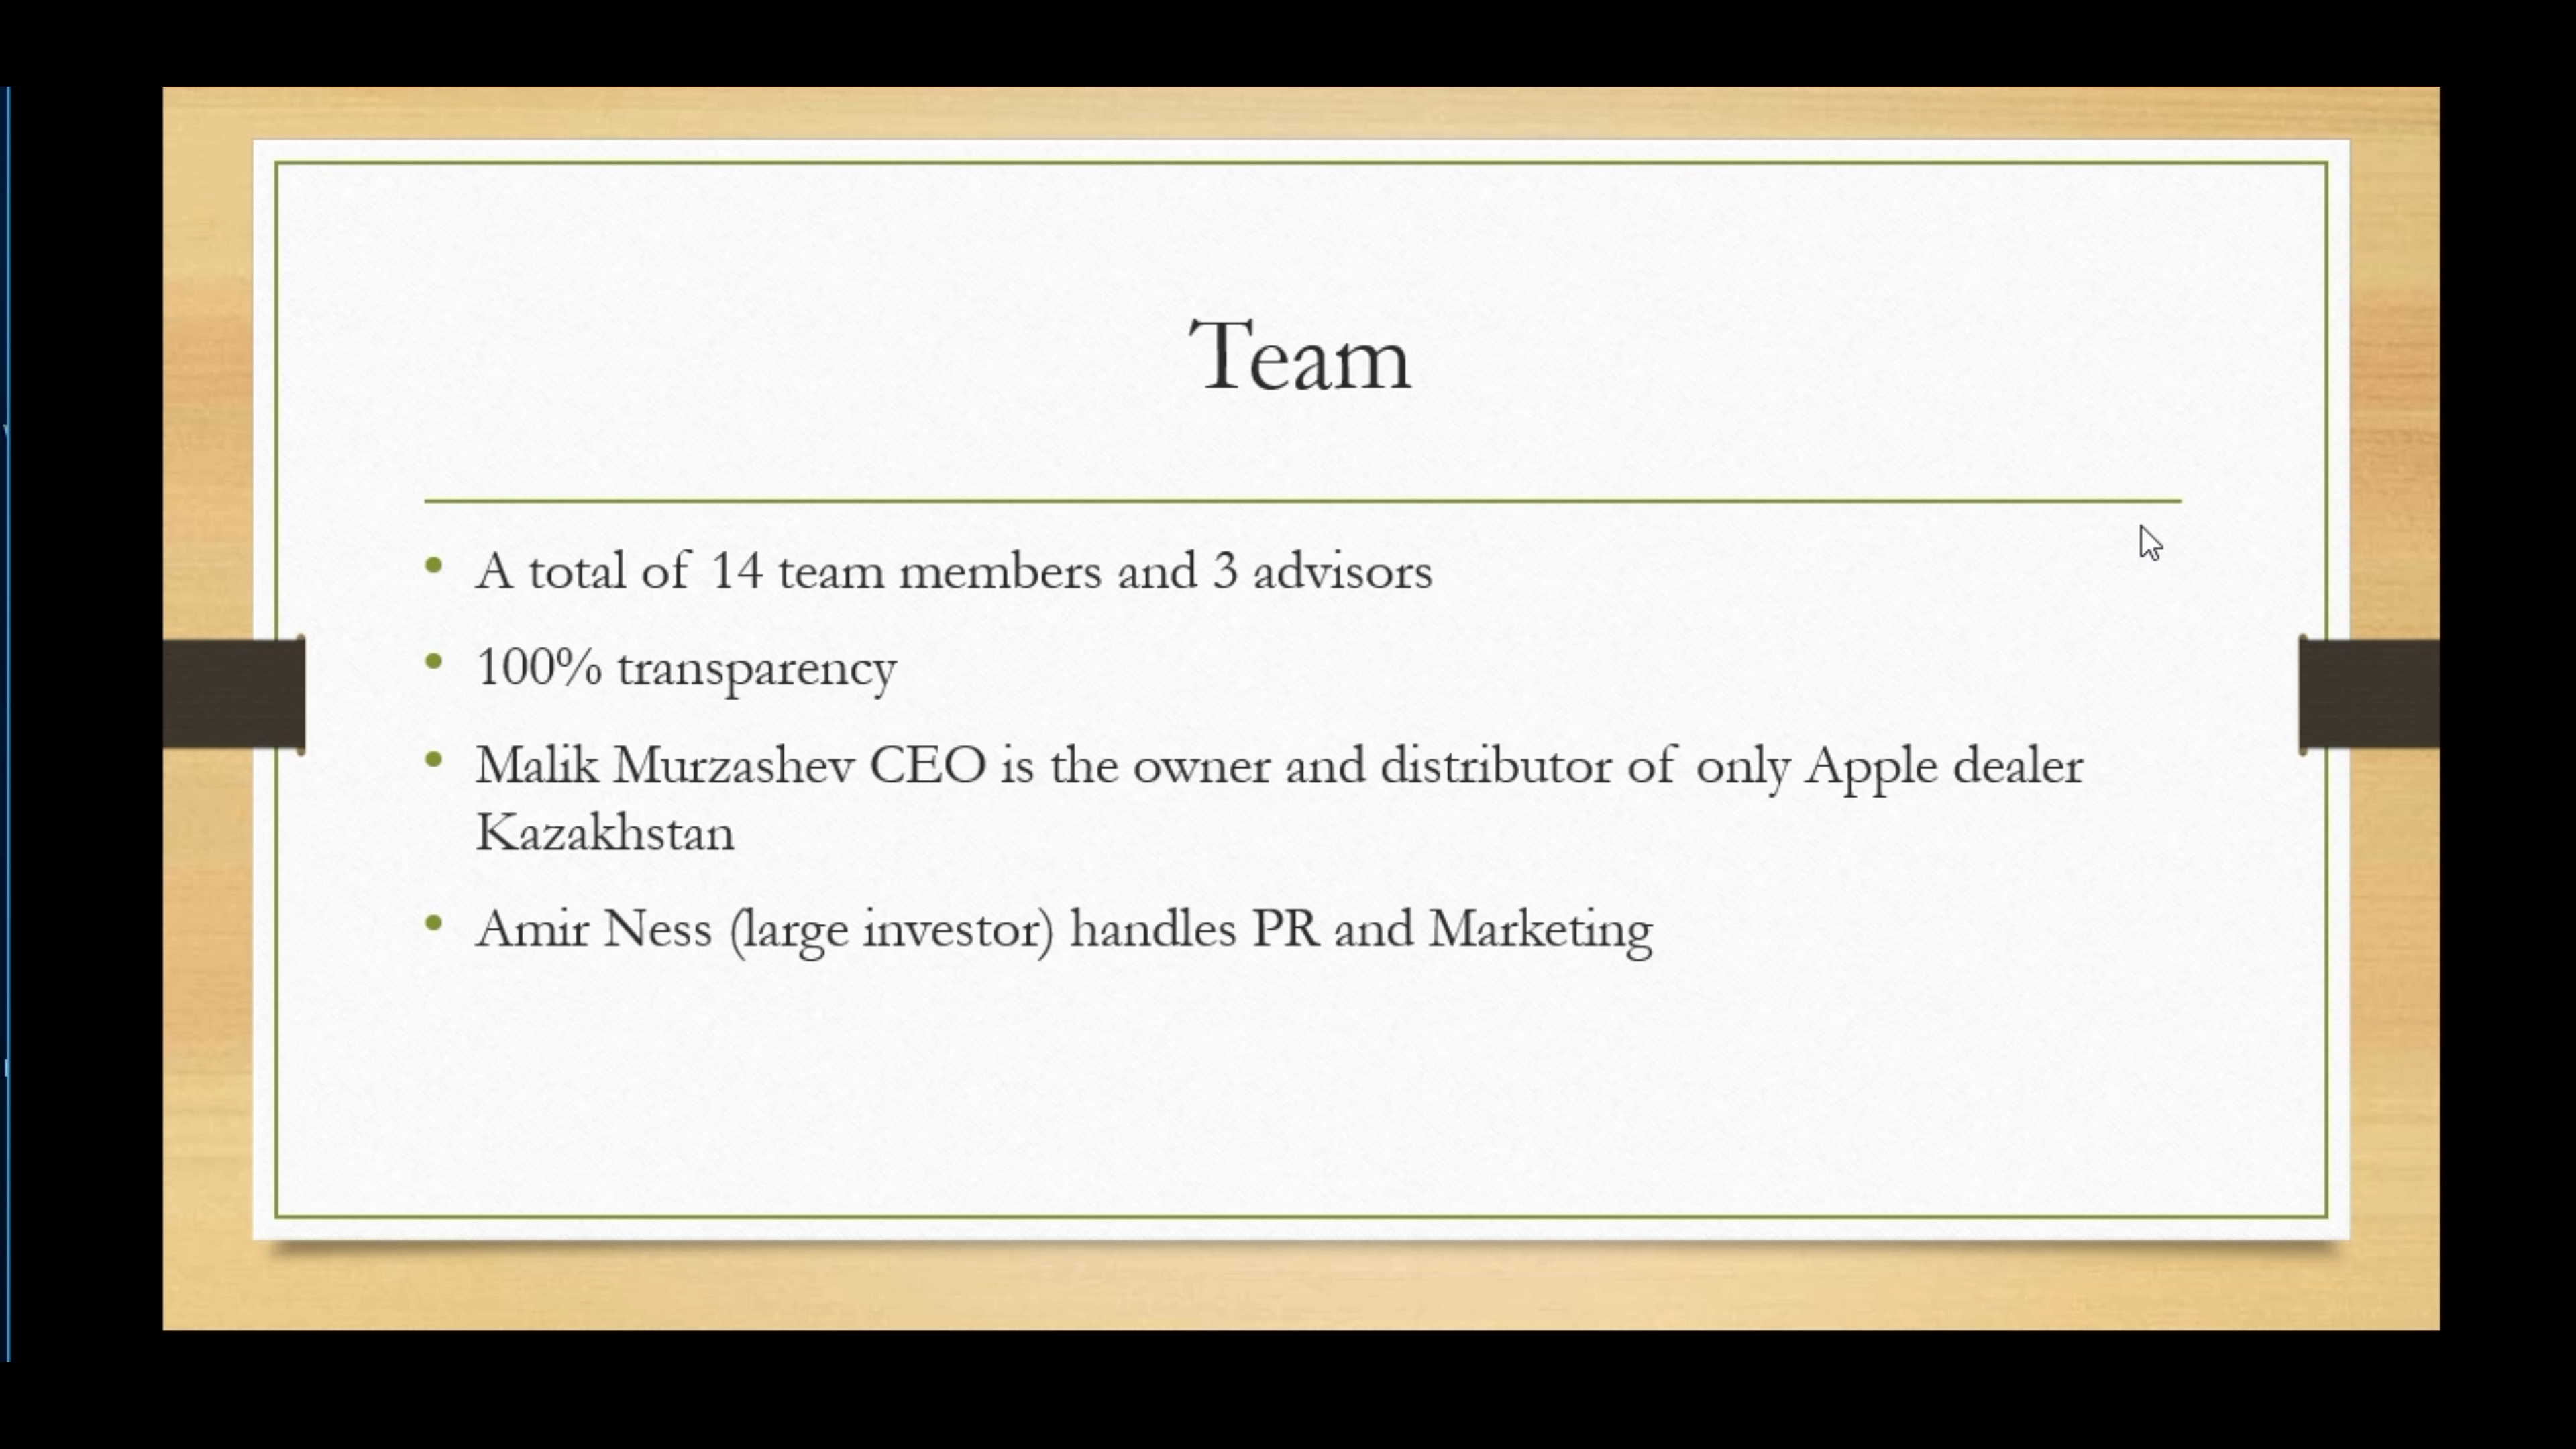 Team
• A total of 14 team members and 3 advisors
• 100% transparency
• Malik Murzashev CEO is the owner and distributor of only Apple dealer
Kazakhstan
• Amir Ness (large investor) handles PR and Marketing